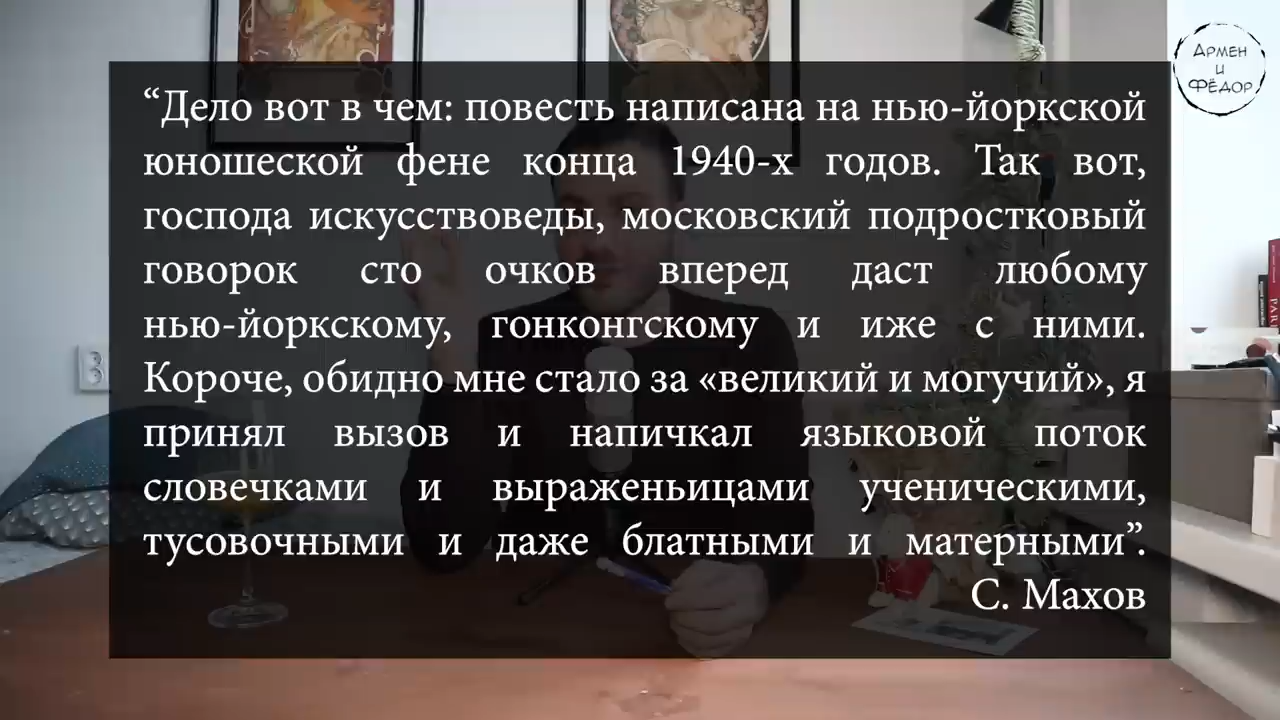 “Дело вот в чем: повесть написана на нью-йоркской
юношеской фене конца 1940-х годов. Так вот,
господа искусствоведы, московский подростковый
говорок сто очков вперед даст любому
нью-йоркскому, гонконгскому и иже с ними.
Короче, обидно мне стало за «великий и могучий», я
принял вызов и напичкал языковой поток
словечками и выраженьицами ученическими,
тусовочными и даже блатными и матерными”.
С. Махов
Армен
и
Фёдор